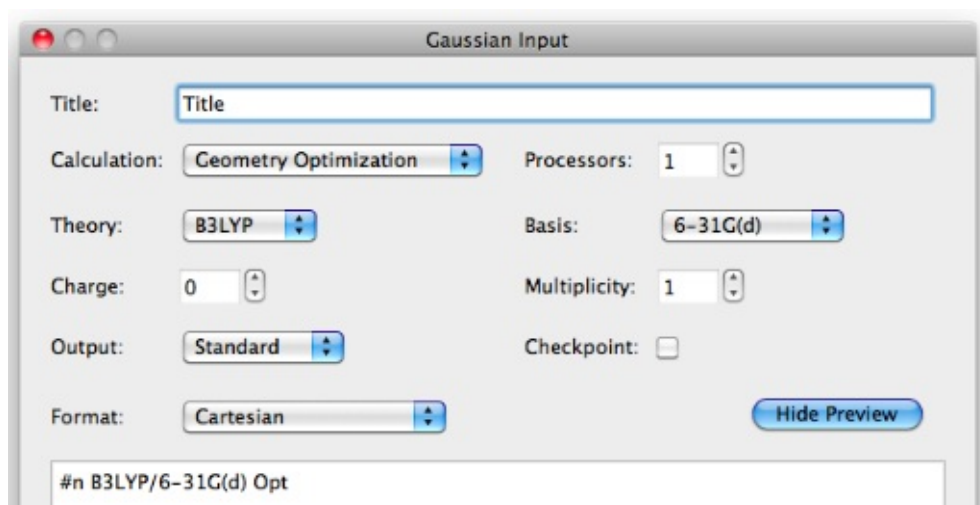 Gaussian Input
Title: Title
Calculation: Geometry Optimization Processors: 1
Theory: B3LYP Basis: 6-31G(d)
Charge: 0 Multiplicity: 1
Output: Standard Checkpoint:
Format: Cartesian Hide Preview
#n B3LYP/6-31G(d) Opt